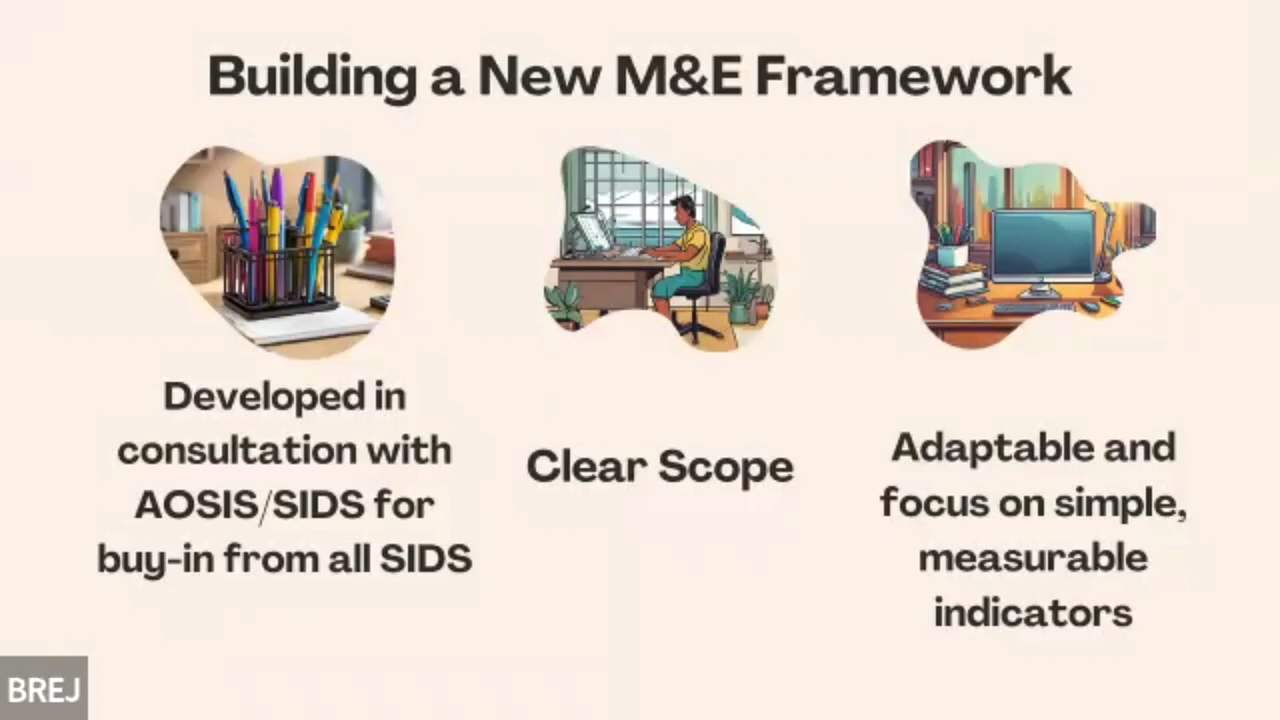 Building a New M&E Framework
Developed in
consultation with
AOSIS/SIDS for
buy-in from all SIDS
Clear Scope
Adaptable and
focus on simple,
measurable
indicators
BREJ